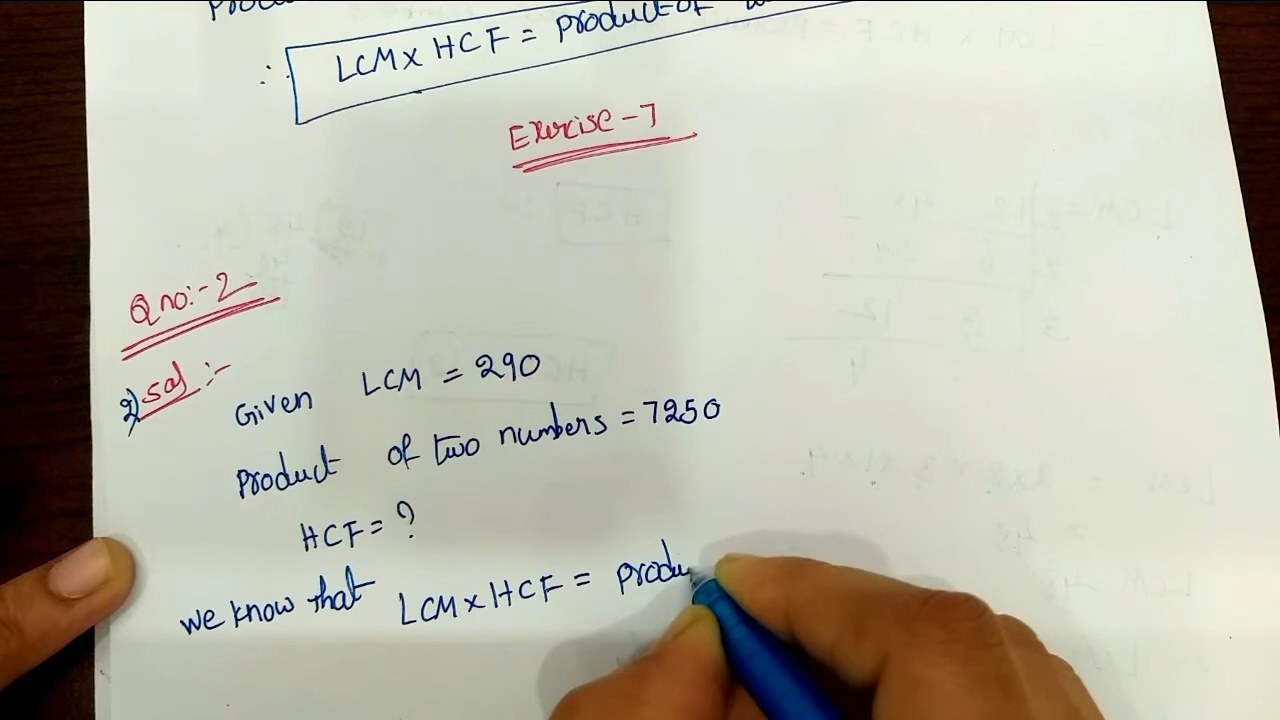 ∴ LCM x HCF = product of
Exercise - 7
Q no:- 2
2) Sol :-
Given LCM = 290
product of two numbers = 7250
HCF = ?
we know that LCM x HCF = produ